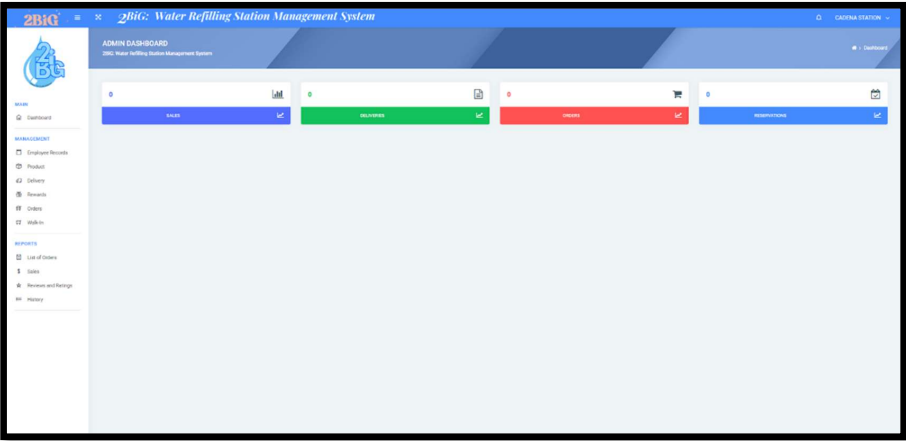 2BiG
2BiG: Water Refilling Station Management System
CADENA STATION
2BG
ADMIN DASHBOARD
2BIG: Water Refilling Station Management System
Dashboard
MAIN
Dashboard
MANAGEMENT
Employee Records
Product
Delivery
Rewards
Orders
Walk-In
REPORTS
List of Orders
Sales
Reviews and Ratings
History
0
SALES
0
DELIVERIES
0
ORDERS
0
RESERVATIONS